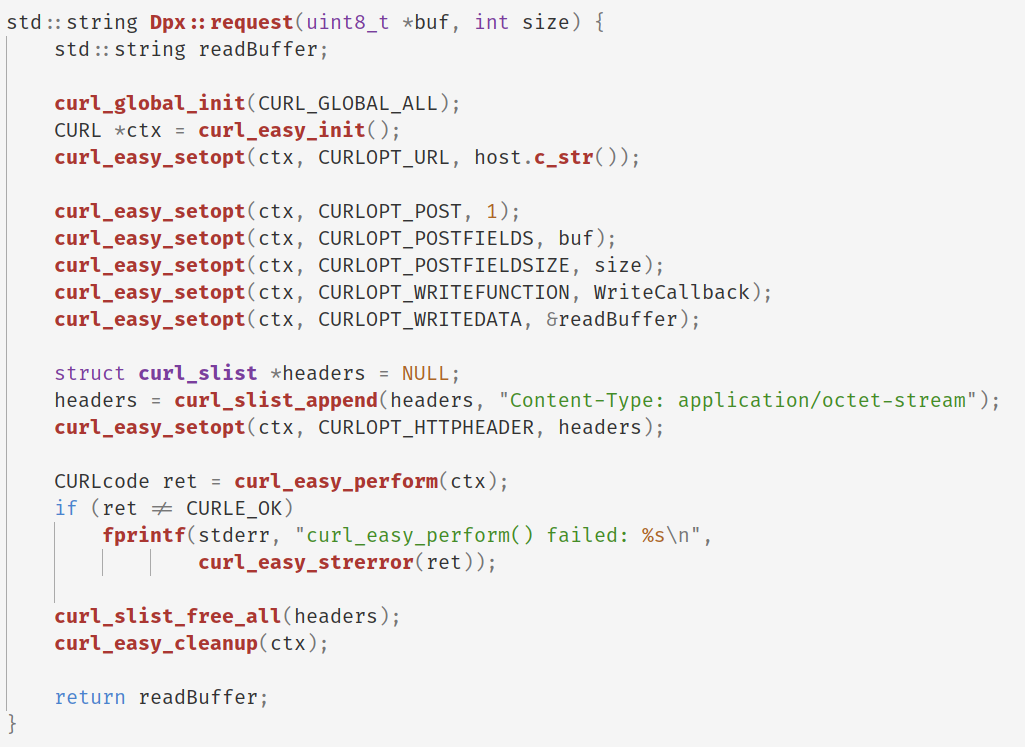 std::string Dpx::request(uint8_t *buf, int size) {
    std::string readBuffer;

    curl_global_init(CURL_GLOBAL_ALL);
    CURL *ctx = curl_easy_init();
    curl_easy_setopt(ctx, CURLOPT_URL, host.c_str());

    curl_easy_setopt(ctx, CURLOPT_POST, 1);
    curl_easy_setopt(ctx, CURLOPT_POSTFIELDS, buf);
    curl_easy_setopt(ctx, CURLOPT_POSTFIELDSIZE, size);
    curl_easy_setopt(ctx, CURLOPT_WRITEFUNCTION, WriteCallback);
    curl_easy_setopt(ctx, CURLOPT_WRITEDATA, &readBuffer);

    struct curl_slist *headers = NULL;
    headers = curl_slist_append(headers, "Content-Type: application/octet-stream");
    curl_easy_setopt(ctx, CURLOPT_HTTPHEADER, headers);

    CURLcode ret = curl_easy_perform(ctx);
    if (ret != CURLE_OK)
        fprintf(stderr, "curl_easy_perform() failed: %s\n",
                curl_easy_strerror(ret));

    curl_slist_free_all(headers);
    curl_easy_cleanup(ctx);

    return readBuffer;
}